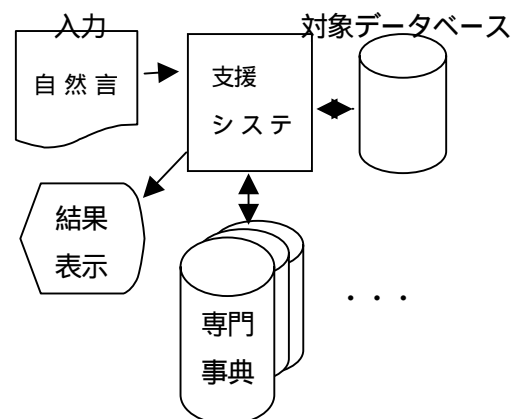 入力
対象データベース
自然言
支援
システ
結果
表示
・・・
専門
事典